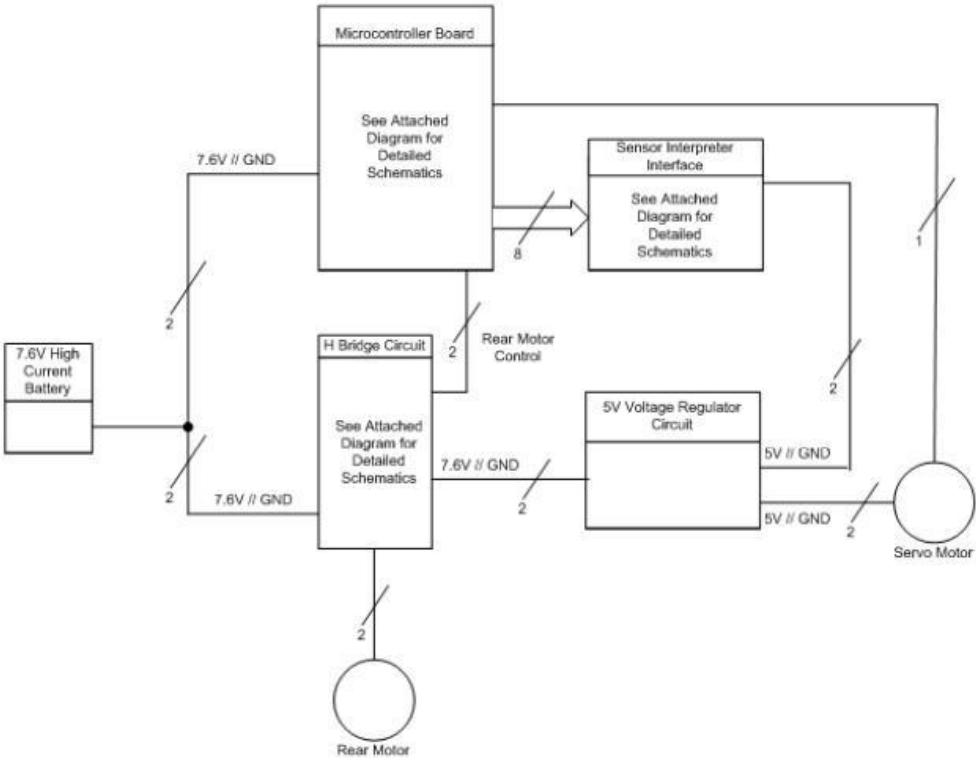 Microcontroller Board
See Attached
Diagram for
Detailed
Schematics
7.6V // GND
Sensor Interpreter
Interface
See Attached
Diagram for
Detailed
Schematics
8
1
2
7.6V High
Current
Battery
H Bridge Circuit
2
Rear Motor
Control
2
See Attached
Diagram for
Detailed
Schematics
5V Voltage Regulator
Circuit
2
7.6V // GND
7.6V // GND
2
5V // GND
5V // GND
2
Servo Motor
2
Rear Motor